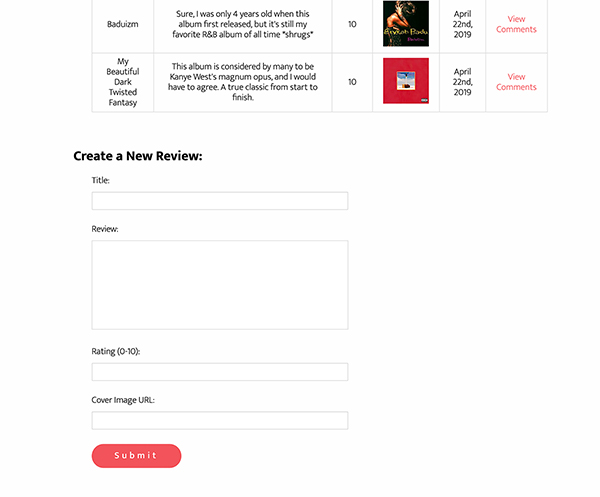 Baduizm
Sure, I was only 4 years old when this
album first released, but it's still my
favorite R&B album of all time *shrugs*
10
Erykah Badu
Baduizm
April
22nd,
2019
View
Comments
My
Beautiful
Dark
Twisted
Fantasy
This album is considered by many to be
Kanye West's magnum opus, and I would
have to agree. A true classic from start to
finish.
10
April
22nd,
2019
View
Comments
Create a New Review:
Title:
Review:
Rating (0-10):
Cover Image URL:
Submit